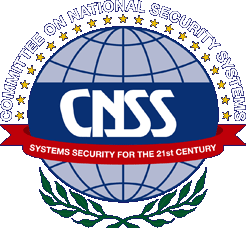 COMMITTEE ON NATIONAL SECURITY SYSTEMS
CNSS
SYSTEMS SECURITY FOR THE 21st CENTURY